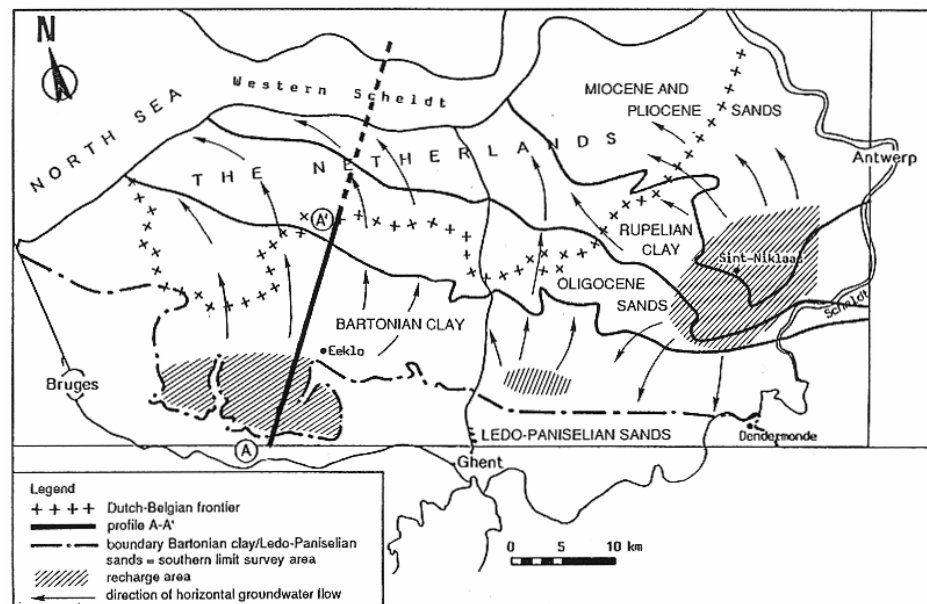 N
NORTH SEA
Western Scheldt
MIOCENE AND
PLIOCENE SANDS
THE NETHERLANDS
Antwerp
A'
RUPELIAN
CLAY
Sint-Niklaas
OLIGOCENE
SANDS
Scheldt
BARTONIAN CLAY
Eeklo
Bruges
LEDO-PANISELIAN SANDS
Dendermonde
A
Ghent
Legend
++++ Dutch-Belgian frontier
profile A-A'
boundary Bartonian clay/Ledo-Paniselian
sands = southern limit survey area
recharge area
direction of horizontal groundwater flow
0 5 10 km